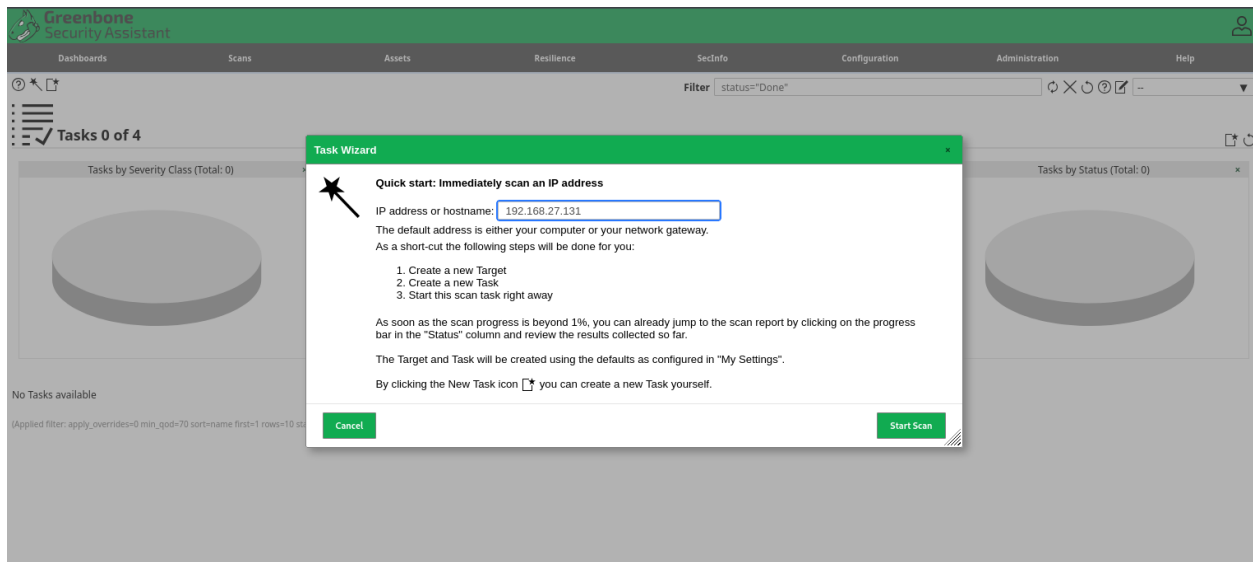 Greenbone
Security Assistant
Dashboards Scans Assets Resilience SecInfo Configuration Administration Help
Filter status="Done" --
Tasks 0 of 4
Tasks by Severity Class (Total: 0) × Tasks by Status (Total: 0) ×
Task Wizard ×
Quick start: Immediately scan an IP address
IP address or hostname: 192.168.27.131
The default address is either your computer or your network gateway.
As a short-cut the following steps will be done for you:
1. Create a new Target
2. Create a new Task
3. Start this scan task right away
As soon as the scan progress is beyond 1%, you can already jump to the scan report by clicking on the progress
bar in the "Status" column and review the results collected so far.
The Target and Task will be created using the defaults as configured in "My Settings".
By clicking the New Task icon you can create a new Task yourself.
No Tasks available
(Applied filter: apply_overrides=0 min_qod=70 sort=name first=1 rows=10
Cancel Start Scan